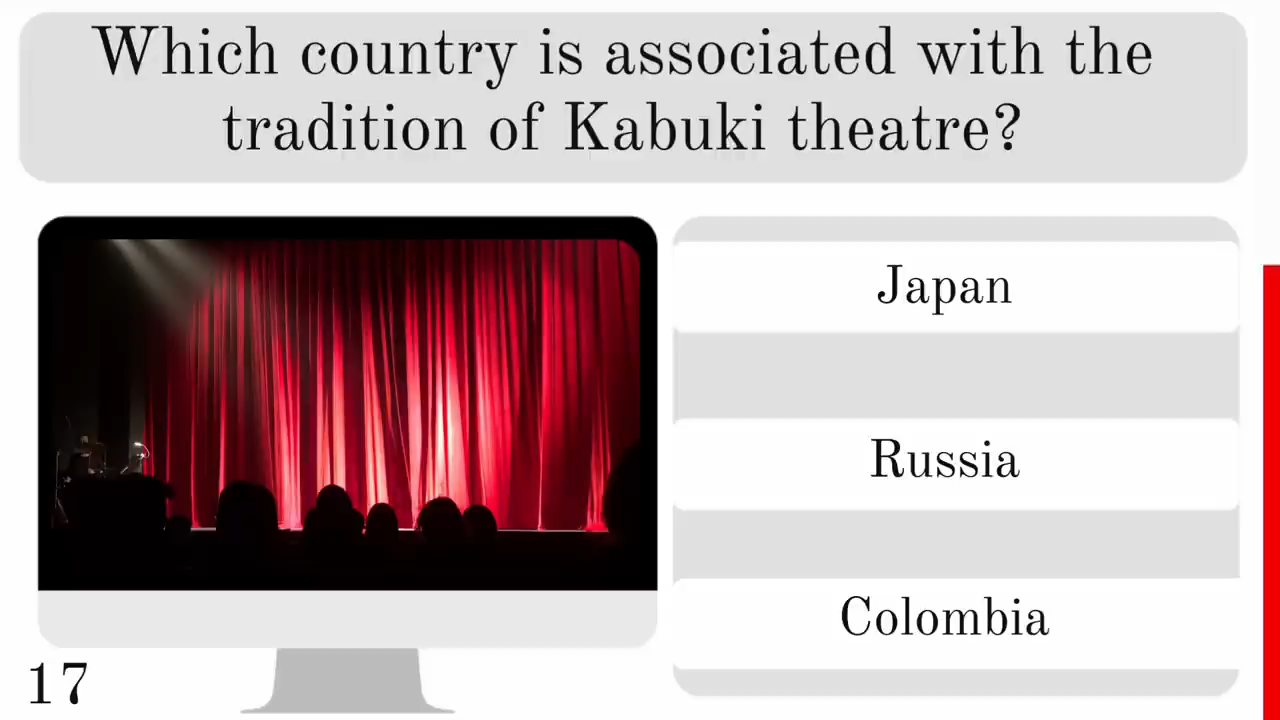 Which country is associated with the
tradition of Kabuki theatre?
Japan
Russia
Colombia
17